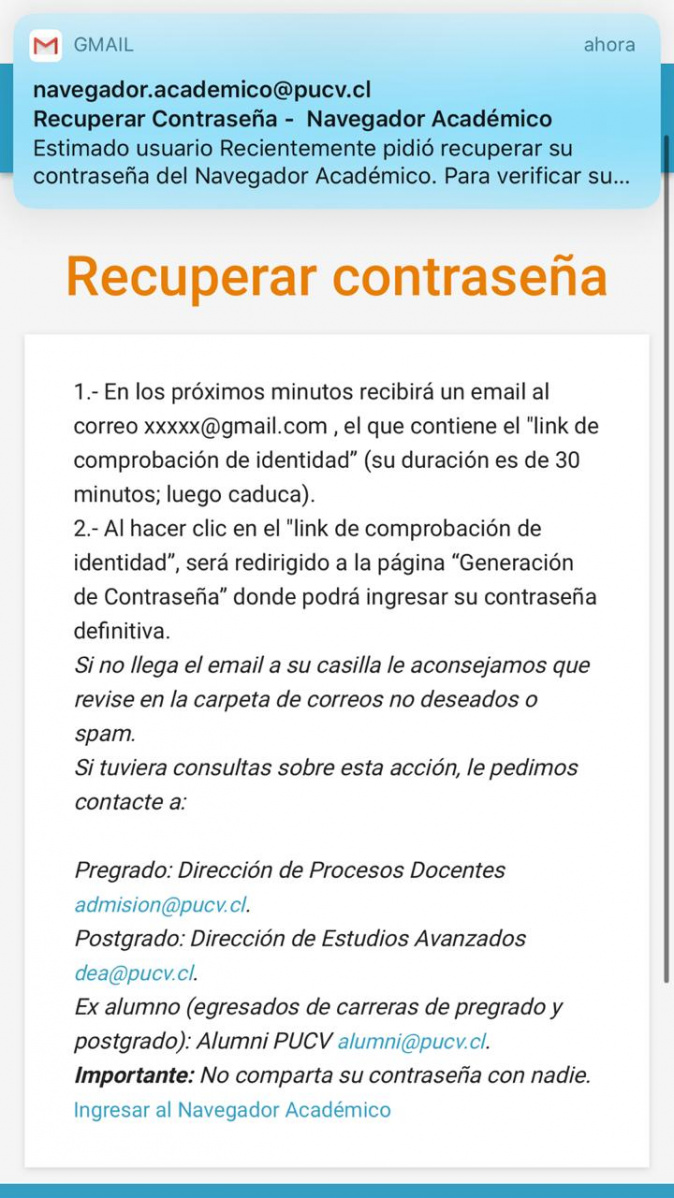 GMAIL
ahora
navegador.academico@pucv.cl
Recuperar Contraseña - Navegador Académico
Estimado usuario Recientemente pidió recuperar su
contraseña del Navegador Académico. Para verificar su...
Recuperar contraseña
1.- En los próximos minutos recibirá un email al
correo xxxxx@gmail.com , el que contiene el "link de
comprobación de identidad” (su duración es de 30
minutos; luego caduca).
2.- Al hacer clic en el "link de comprobación de
identidad”, será redirigido a la página “Generación
de Contraseña” donde podrá ingresar su contraseña
definitiva.
Si no llega el email a su casilla le aconsejamos que
revise en la carpeta de correos no deseados o
spam.
Si tuviera consultas sobre esta acción, le pedimos
contacte a:
Pregrado: Dirección de Procesos Docentes
admision@pucv.cl.
Postgrado: Dirección de Estudios Avanzados
dea@pucv.cl.
Ex alumno (egresados de carreras de pregrado y
postgrado): Alumni PUCV alumni@pucv.cl.
Importante: No comparta su contraseña con nadie.
Ingresar al Navegador Académico